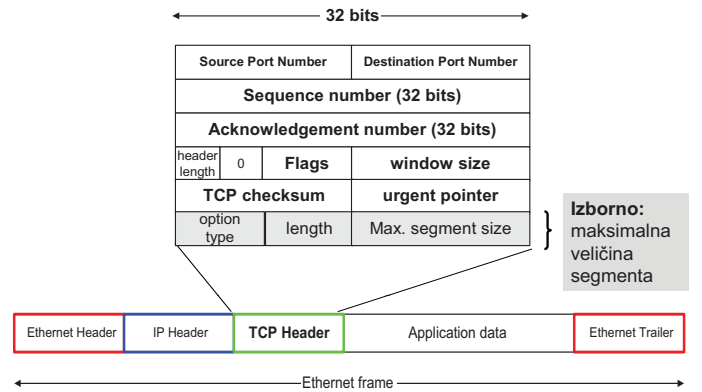 32 bits
Source Port Number Destination Port Number
Sequence number (32 bits)
Acknowledgement number (32 bits)
header
length
0
Flags
window size
TCP checksum
urgent pointer
option
type
length
Max. segment size
Izborno:
maksimalna
veličina
segmenta
Ethernet Header
IP Header
TCP Header
Application data
Ethernet Trailer
Ethernet frame